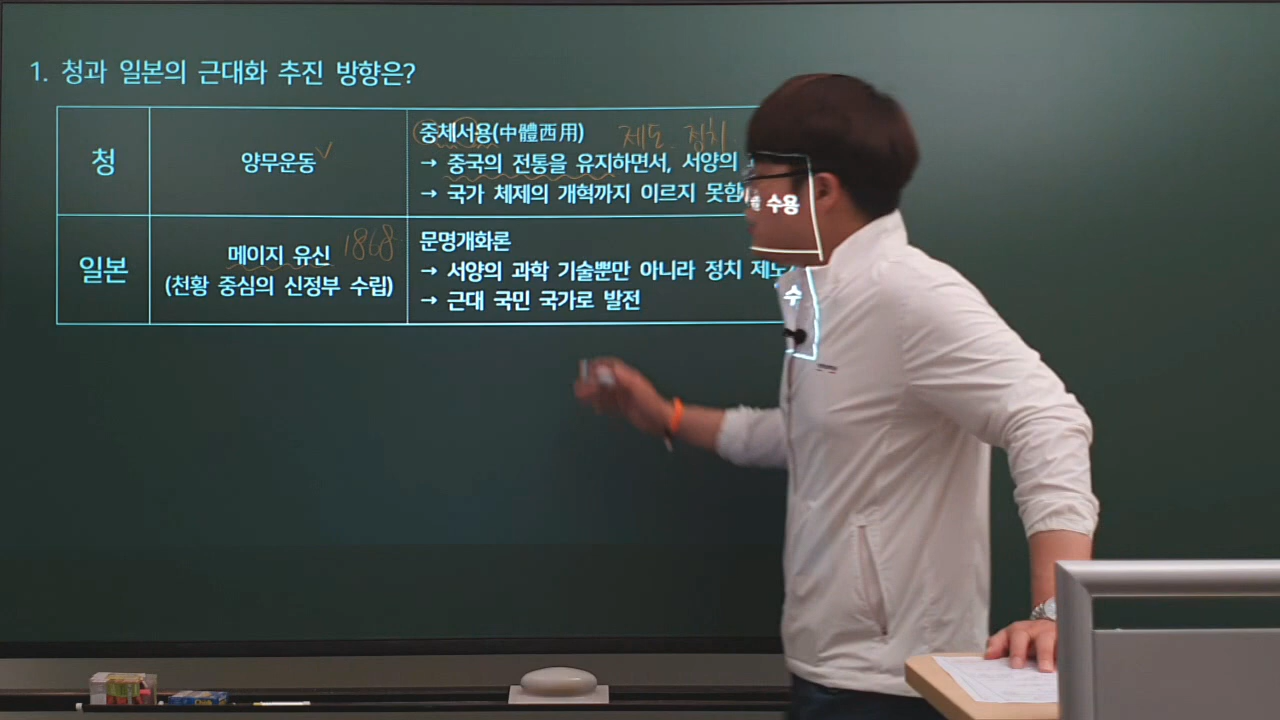 1. 청과 일본의 근대화 추진 방향은?
청
양무운동
중체서용(中體西用)
제도. 정치
→ 중국의 전통을 유지하면서, 서양의
수용
→ 국가 체제의 개혁까지 이르지 못함
일본
메이지 유신 1868
(천황 중심의 신정부 수립)
문명개화론
→ 서양의 과학 기술뿐만 아니라 정치 제도
수
→ 근대 국민 국가로 발전